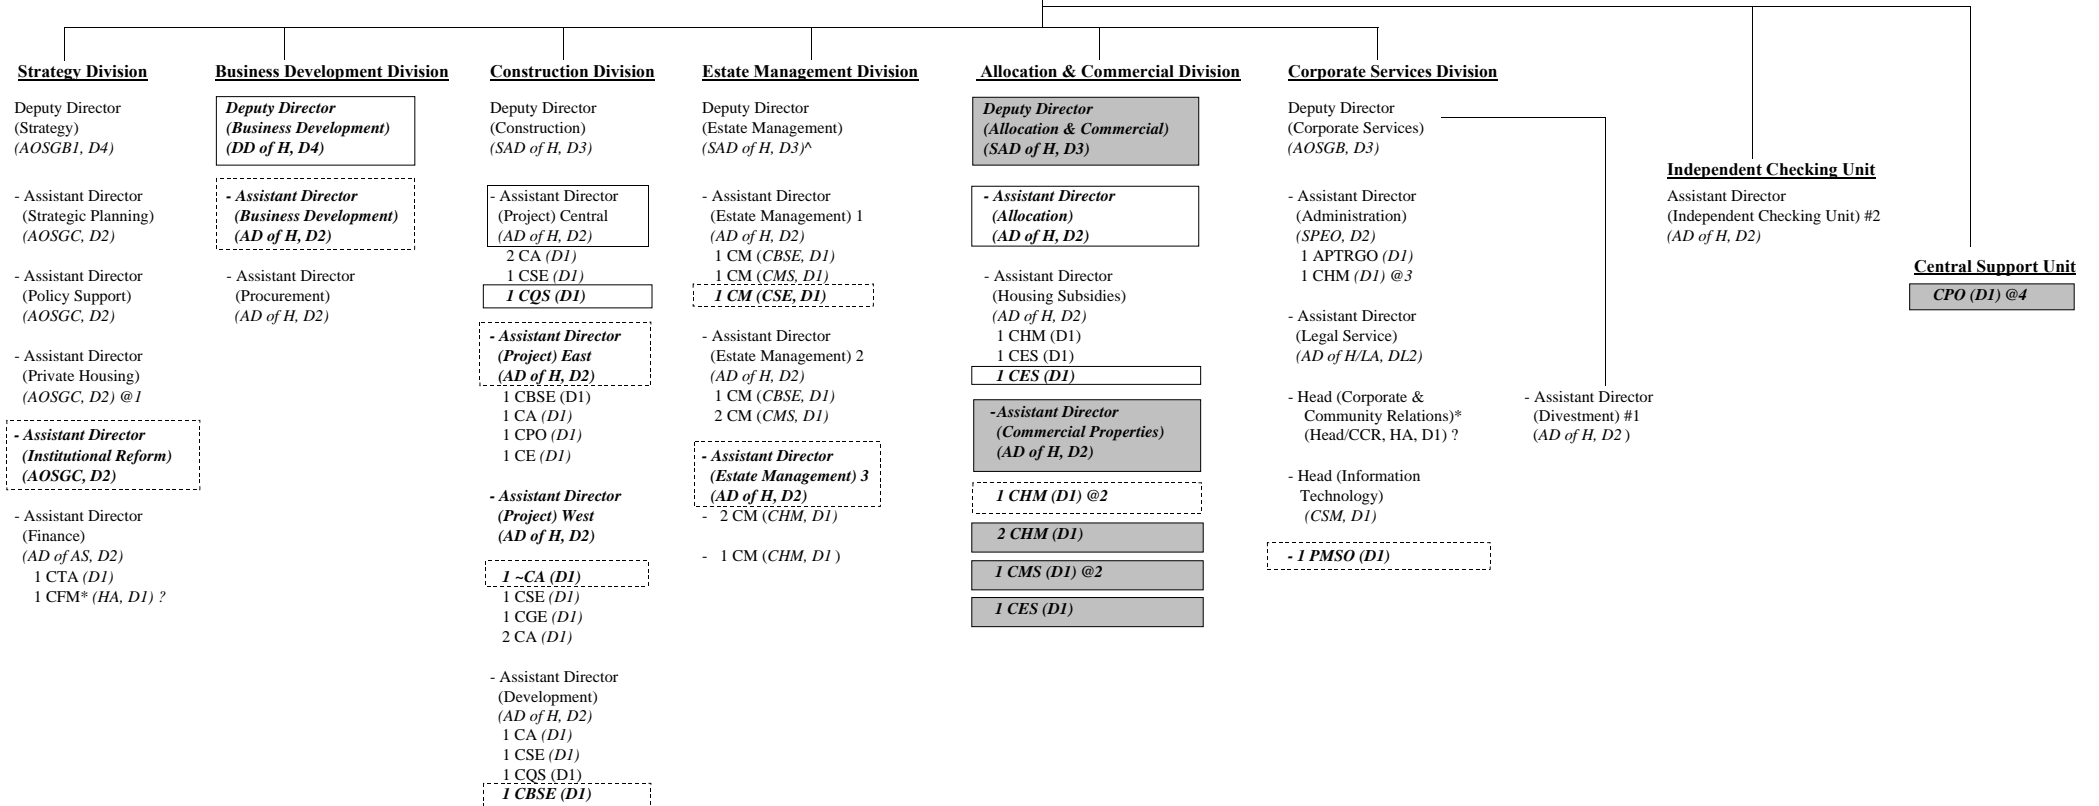 Strategy Division
Deputy Director
(Strategy)
(AOSGB1, D4)
- Assistant Director
(Strategic Planning)
(AOSGC, D2)
- Assistant Director
(Policy Support)
(AOSGC, D2)
- Assistant Director
(Private Housing)
(AOSGC, D2) @1
- Assistant Director
(Institutional Reform)
(AOSGC, D2)
- Assistant Director
(Finance)
(AD of AS, D2)
1 CTA (D1)
1 CFM* (HA, D1) ?
Business Development Division
Deputy Director
(Business Development)
(DD of H, D4)
- Assistant Director
(Business Development)
(AD of H, D2)
- Assistant Director
(Procurement)
(AD of H, D2)
Construction Division
Deputy Director
(Construction)
(SAD of H, D3)
- Assistant Director
(Project) Central
(AD of H, D2)
2 CA (D1)
1 CSE (D1)
1 CQS (D1)
- Assistant Director
(Project) East
(AD of H, D2)
1 CBSE (D1)
1 CA (D1)
1 CPO (D1)
1 CE (D1)
- Assistant Director
(Project) West
(AD of H, D2)
1 ~CA (D1)
1 CSE (D1)
1 CGE (D1)
2 CA (D1)
- Assistant Director
(Development)
(AD of H, D2)
1 CA (D1)
1 CSE (D1)
1 CQS (D1)
1 CBSE (D1)
Estate Management Division
Deputy Director
(Estate Management)
(SAD of H, D3)^
- Assistant Director
(Estate Management) 1
(AD of H, D2)
1 CM (CBSE, D1)
1 CM (CMS, D1)
1 CM (CSE, D1)
- Assistant Director
(Estate Management) 2
(AD of H, D2)
1 CM (CBSE, D1)
2 CM (CMS, D1)
- Assistant Director
(Estate Management) 3
(AD of H, D2)
- 2 CM (CHM, D1)
- 1 CM (CHM, D1 )
Allocation & Commercial Division
Deputy Director
(Allocation & Commercial)
(SAD of H, D3)
- Assistant Director
(Allocation)
(AD of H, D2)
- Assistant Director
(Housing Subsidies)
(AD of H, D2)
1 CHM (D1)
1 CES (D1)
1 CES (D1)
-Assistant Director
(Commercial Properties)
(AD of H, D2)
1 CHM (D1) @2
2 CHM (D1)
1 CMS (D1) @2
1 CES (D1)
Corporate Services Division
Deputy Director
(Corporate Services)
(AOSGB, D3)
- Assistant Director
(Administration)
(SPEO, D2)
1 APTRGO (D1)
1 CHM (D1) @3
- Assistant Director
(Legal Service)
(AD of H/LA, DL2)
- Head (Corporate &
Community Relations)*
(Head/CCR, HA, D1) ?
- Head (Information
Technology)
(CSM, D1)
- 1 PMSO (D1)
- Assistant Director
(Divestment) #1
(AD of H, D2 )
Independent Checking Unit
Assistant Director
(Independent Checking Unit) #2
(AD of H, D2)
Central Support Unit
CPO (D1) @4